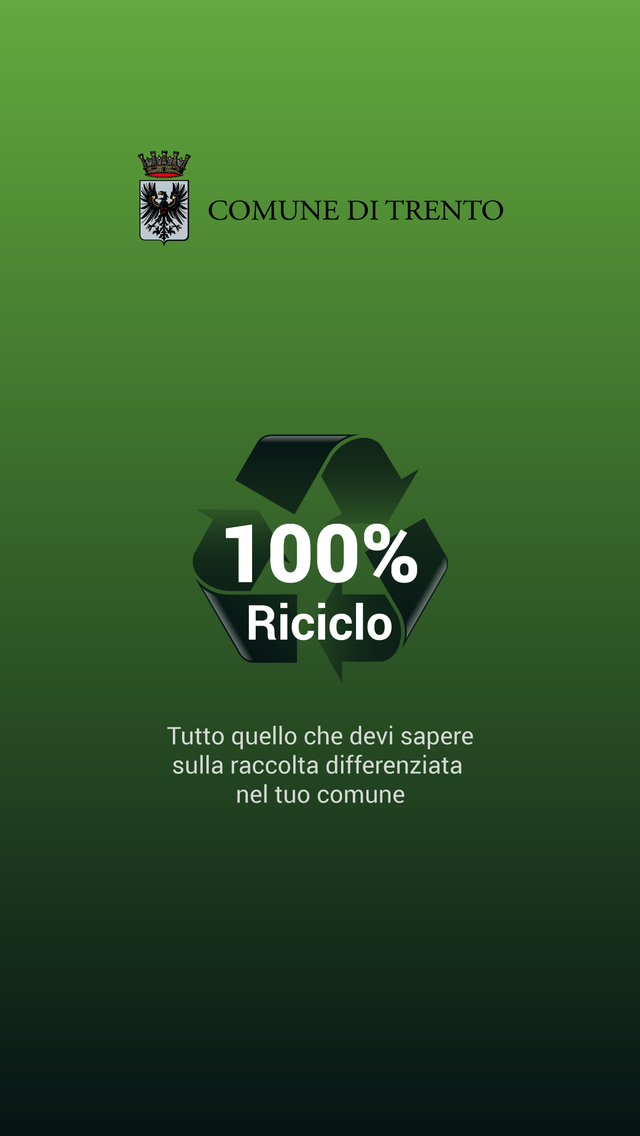 COMUNE DI TRENTO
100%
Riciclo
Tutto quello che devi sapere
sulla raccolta differenziata
nel tuo comune